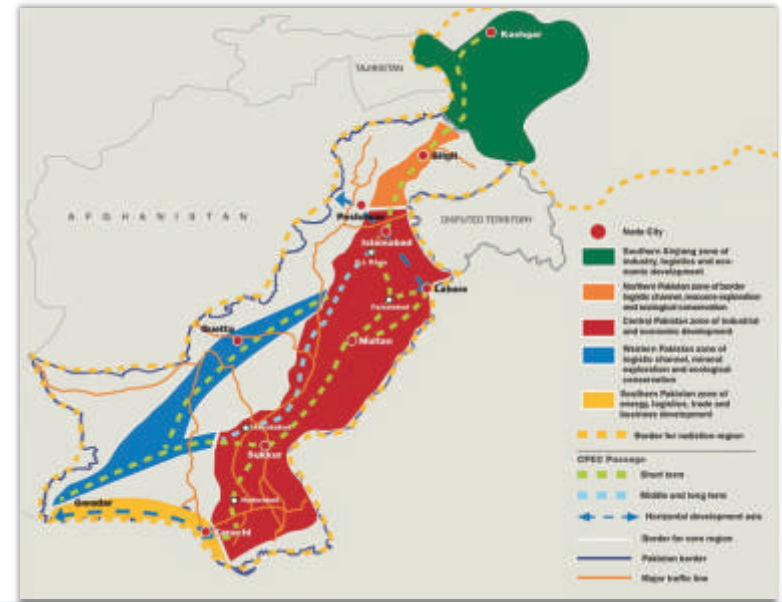 Kashgar
TAJIKISTAN
Gilgit
AFGHANISTAN
Peshawar
DISPUTED TERRITORY
Islamabad
Lahore
Faisalabad
Quetta
Multan
Sukkur
Gwadar
Hyderabad
Karachi
Node City
Southern Xinjiang zone of
industry, logistics and eco-
nomic development
Northern Pakistan zone of border
logistic channel, resource exploration
and ecological conservation
Central Pakistan zone of industrial
and economic development
Western Pakistan zone of
logistic channel, mineral
exploration and ecological
conservation
Southern Pakistan zone of
energy, logistics, trade and
business development
Border for radiation region
CPEC Passage
Short term
Middle and long term
Horizontal development axis
Border for core region
Pakistan border
Major traffic line